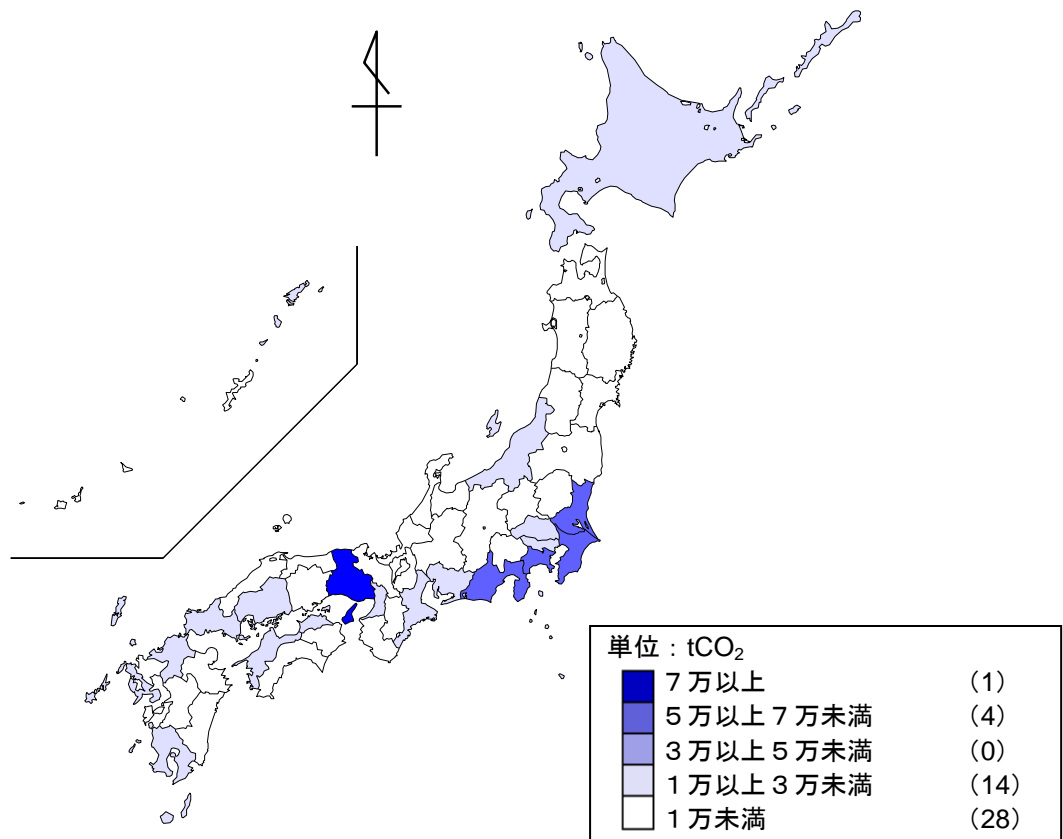 単位：tCO₂
７万以上 （1）
５万以上７万未満 （4）
３万以上５万未満 （0）
１万以上３万未満 （14）
１万未満 （28）